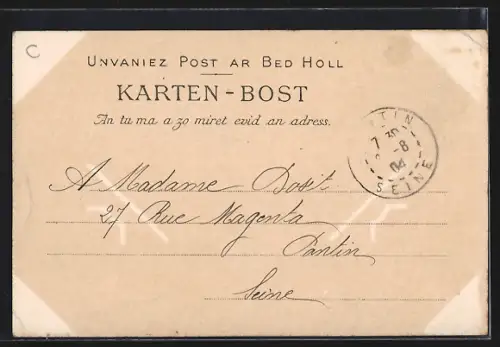 C
UNVANIEZ POST AR BED HOLL
KARTEN-BOST
An tu ma a zo miret evid an adress.
TIN
7 30
-8
04
SEINE
A Madame
27 Rue Magenta
Pantin
Seine